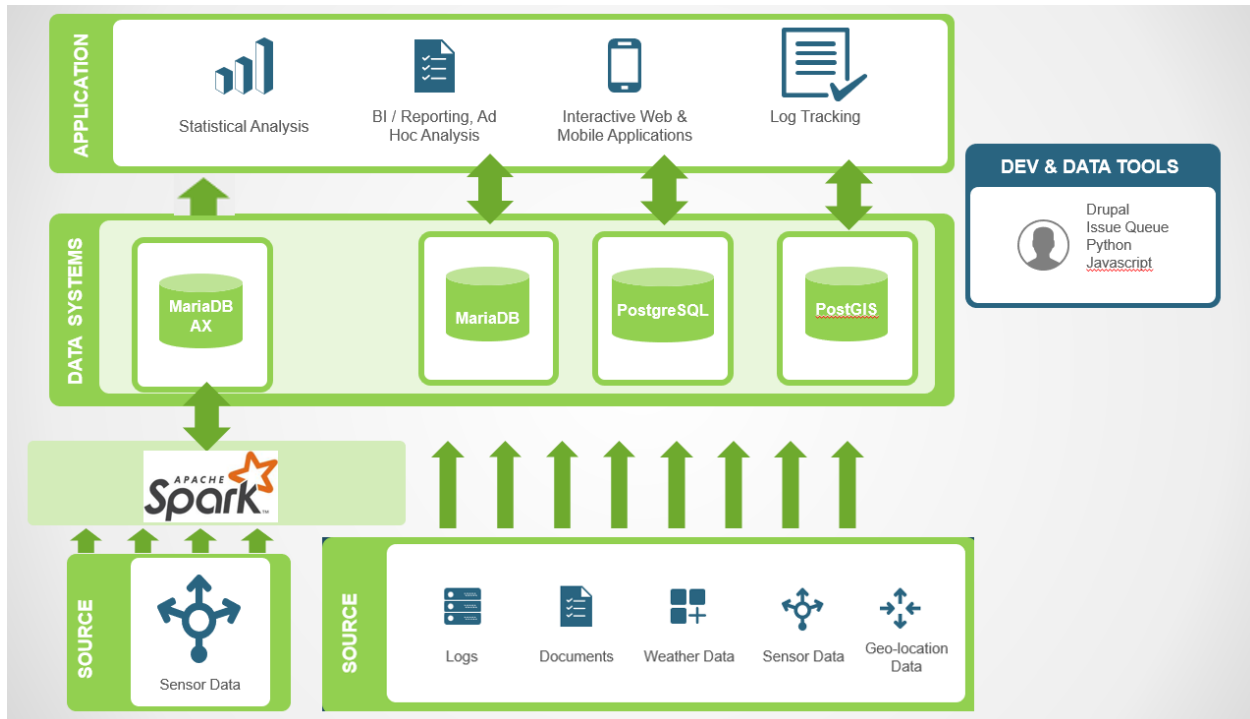 APPLICATION
Statistical Analysis
BI / Reporting, Ad
Hoc Analysis
Interactive Web &
Mobile Applications
Log Tracking
DEV & DATA TOOLS
Drupal
Issue Queue
Python
Javascript
DATA SYSTEMS
MariaDB
AX
MariaDB
PostgreSQL
PostGIS
APACHE
Spark™
SOURCE
Sensor Data
SOURCE
Logs
Documents
Weather Data
Sensor Data
Geo-location
Data